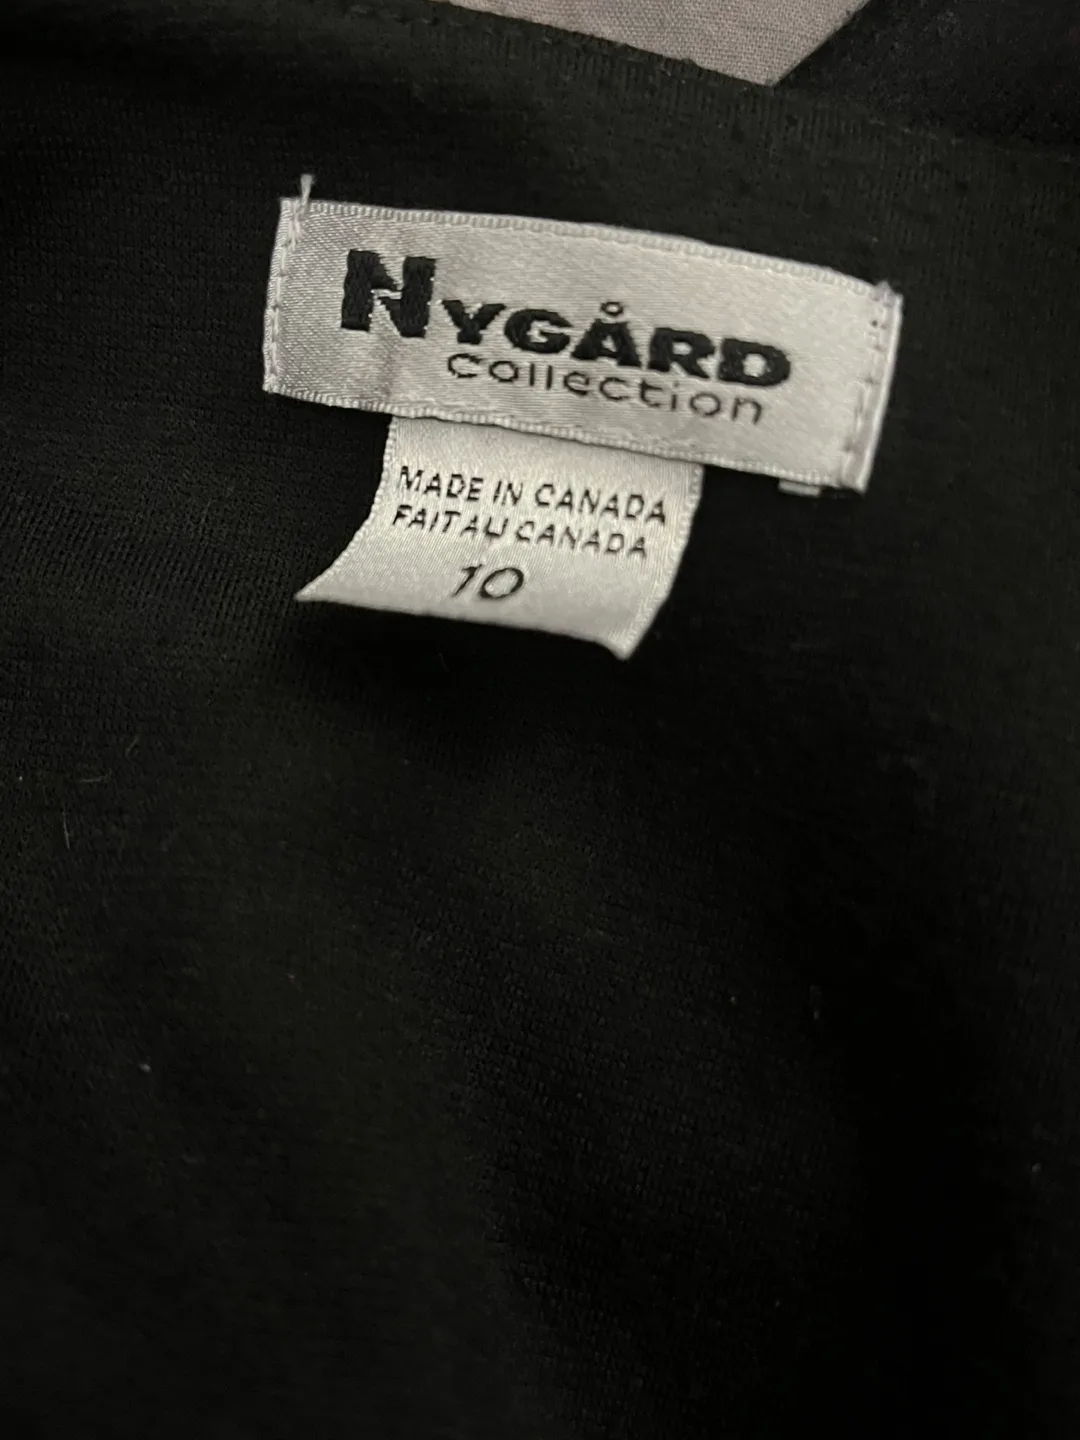 NYGÅRD
Collection
MADE IN CANADA
FAIT AU CANADA
10